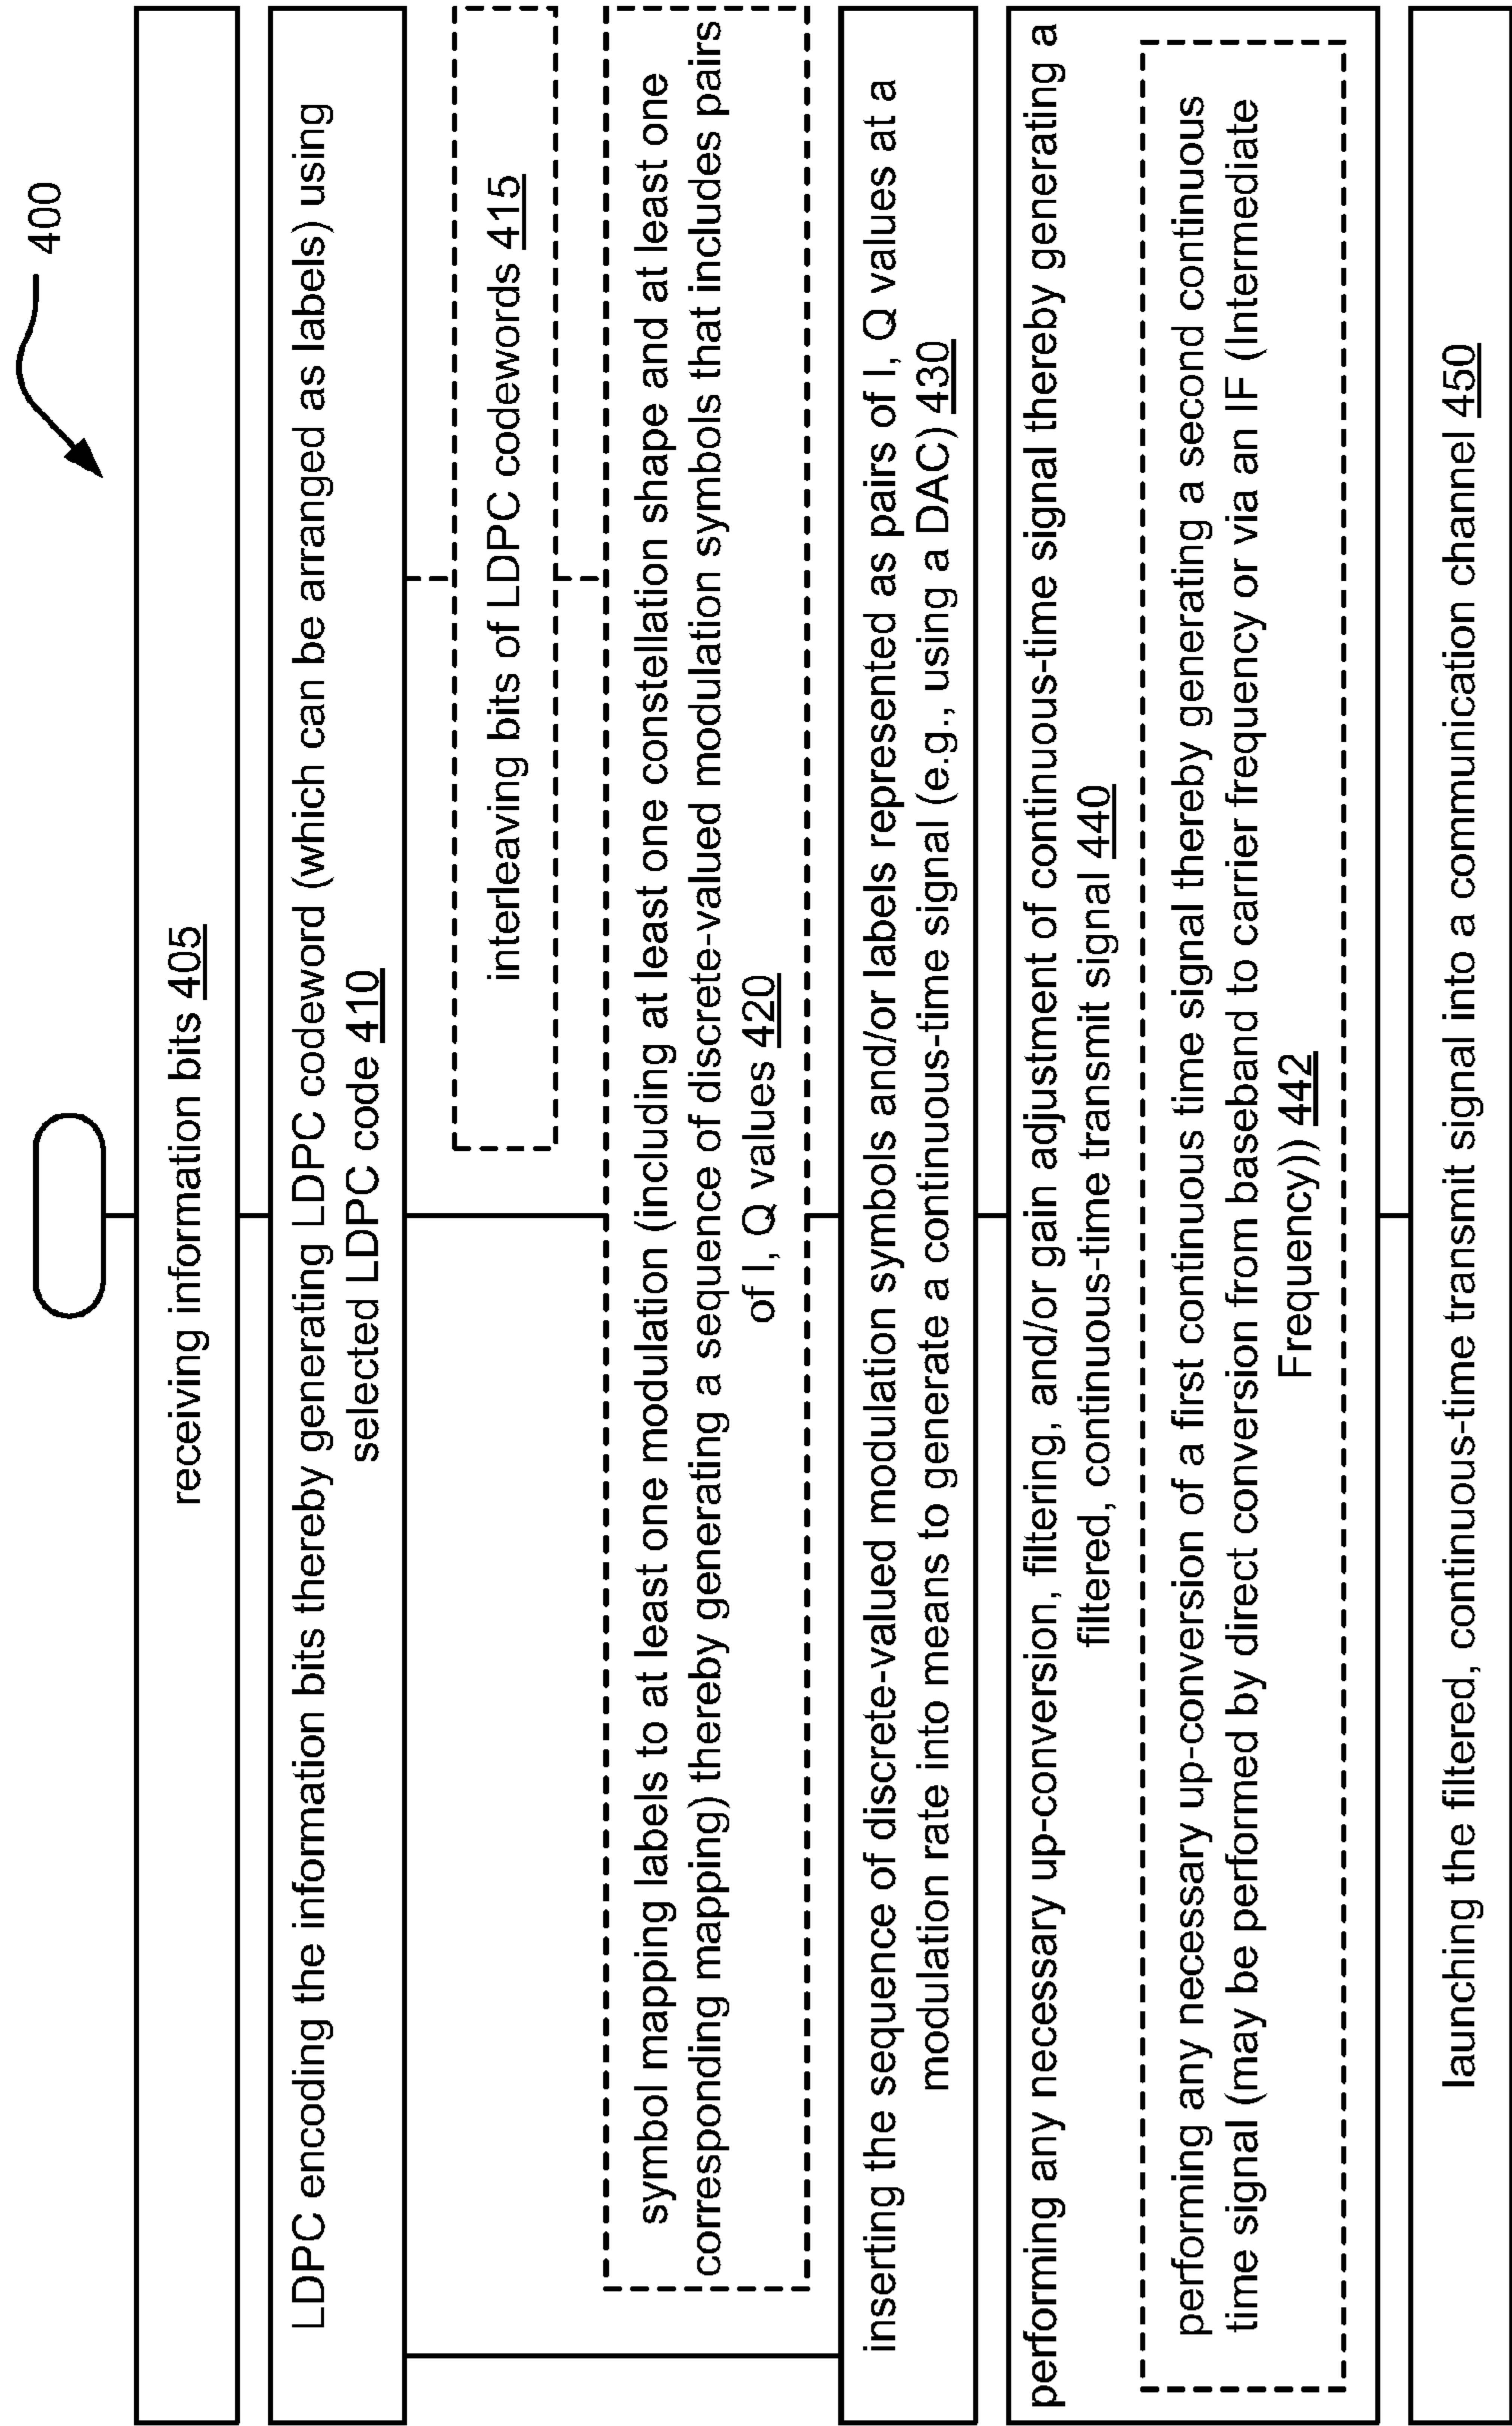 400
receiving information bits 405
LDPC encoding the information bits thereby generating LDPC codeword (which can be arranged as labels) using
selected LDPC code 410
interleaving bits of LDPC codewords 415
symbol mapping labels to at least one modulation (including at least one constellation shape and at least one
corresponding mapping) thereby generating a sequence of discrete-valued modulation symbols that includes pairs
of I, Q values 420
inserting the sequence of discrete-valued modulation symbols and/or labels represented as pairs of I, Q values at a
modulation rate into means to generate a continuous-time signal (e.g., using a DAC) 430
performing any necessary up-conversion, filtering, and/or gain adjustment of continuous-time signal thereby generating a
filtered, continuous-time transmit signal 440
performing any necessary up-conversion of a first continuous time signal thereby generating a second continuous
time signal (may be performed by direct conversion from baseband to carrier frequency or via an IF (Intermediate
Frequency)) 442
launching the filtered, continuous-time transmit signal into a communication channel 450